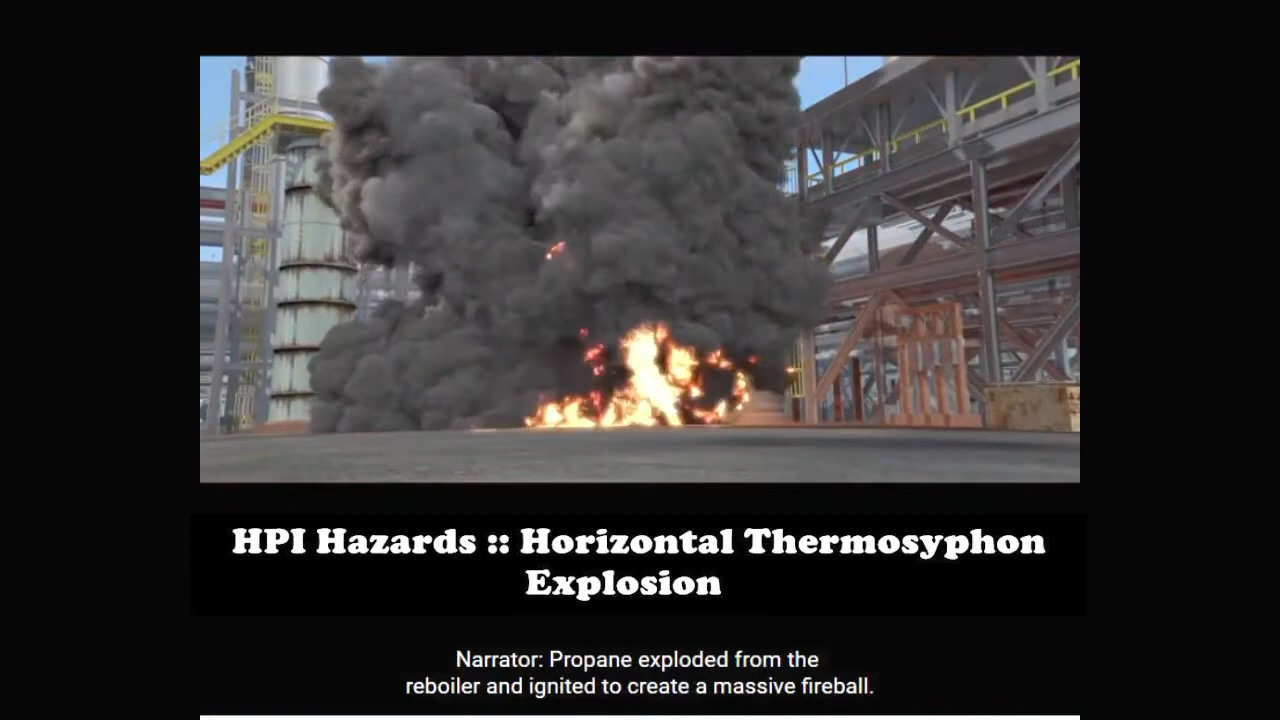 HPI Hazards :: Horizontal Thermosyphon
Explosion
Narrator: Propane exploded from the
reboiler and ignited to create a massive fireball.